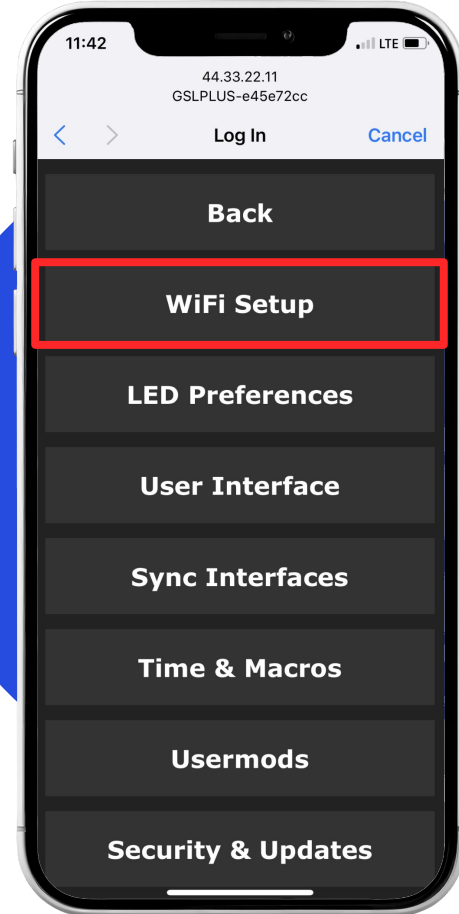 11:42
LTE
44.33.22.11
GSLPLUS-e45e72cc
Log In
Cancel
Back
WiFi Setup
LED Preferences
User Interface
Sync Interfaces
Time & Macros
Usermods
Security & Updates